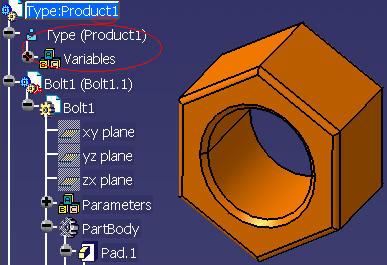 Type:Product1
Type (Product1)
Variables
Bolt1 (Bolt1.1)
Bolt1
xy plane
yz plane
zx plane
Parameters
PartBody
Pad.1